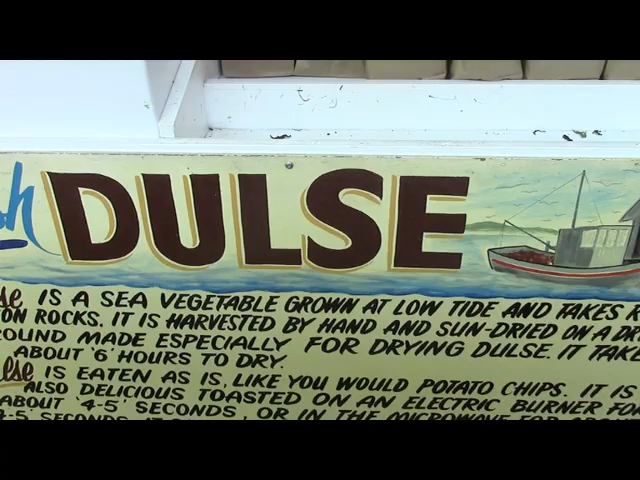 DULSE
IS A SEA VEGETABLE GROWN AT LOW TIDE AND TAKES
ON ROCKS. IT IS HARVESTED BY HAND AND SUN-DRIED ON A
MADE ESPECIALLY FOR DRYING DULSE. IT
ABOUT '6' HOURS TO DRY.
IS EATEN AS IS, LIKE YOU WOULD POTATO CHIPS. IT IS
ALSO DELICIOUS TOASTED ON AN ELECTRIC BURNER FOR
ABOUT '4-5' SECONDS, OR IN THE MICROWAVE FOR